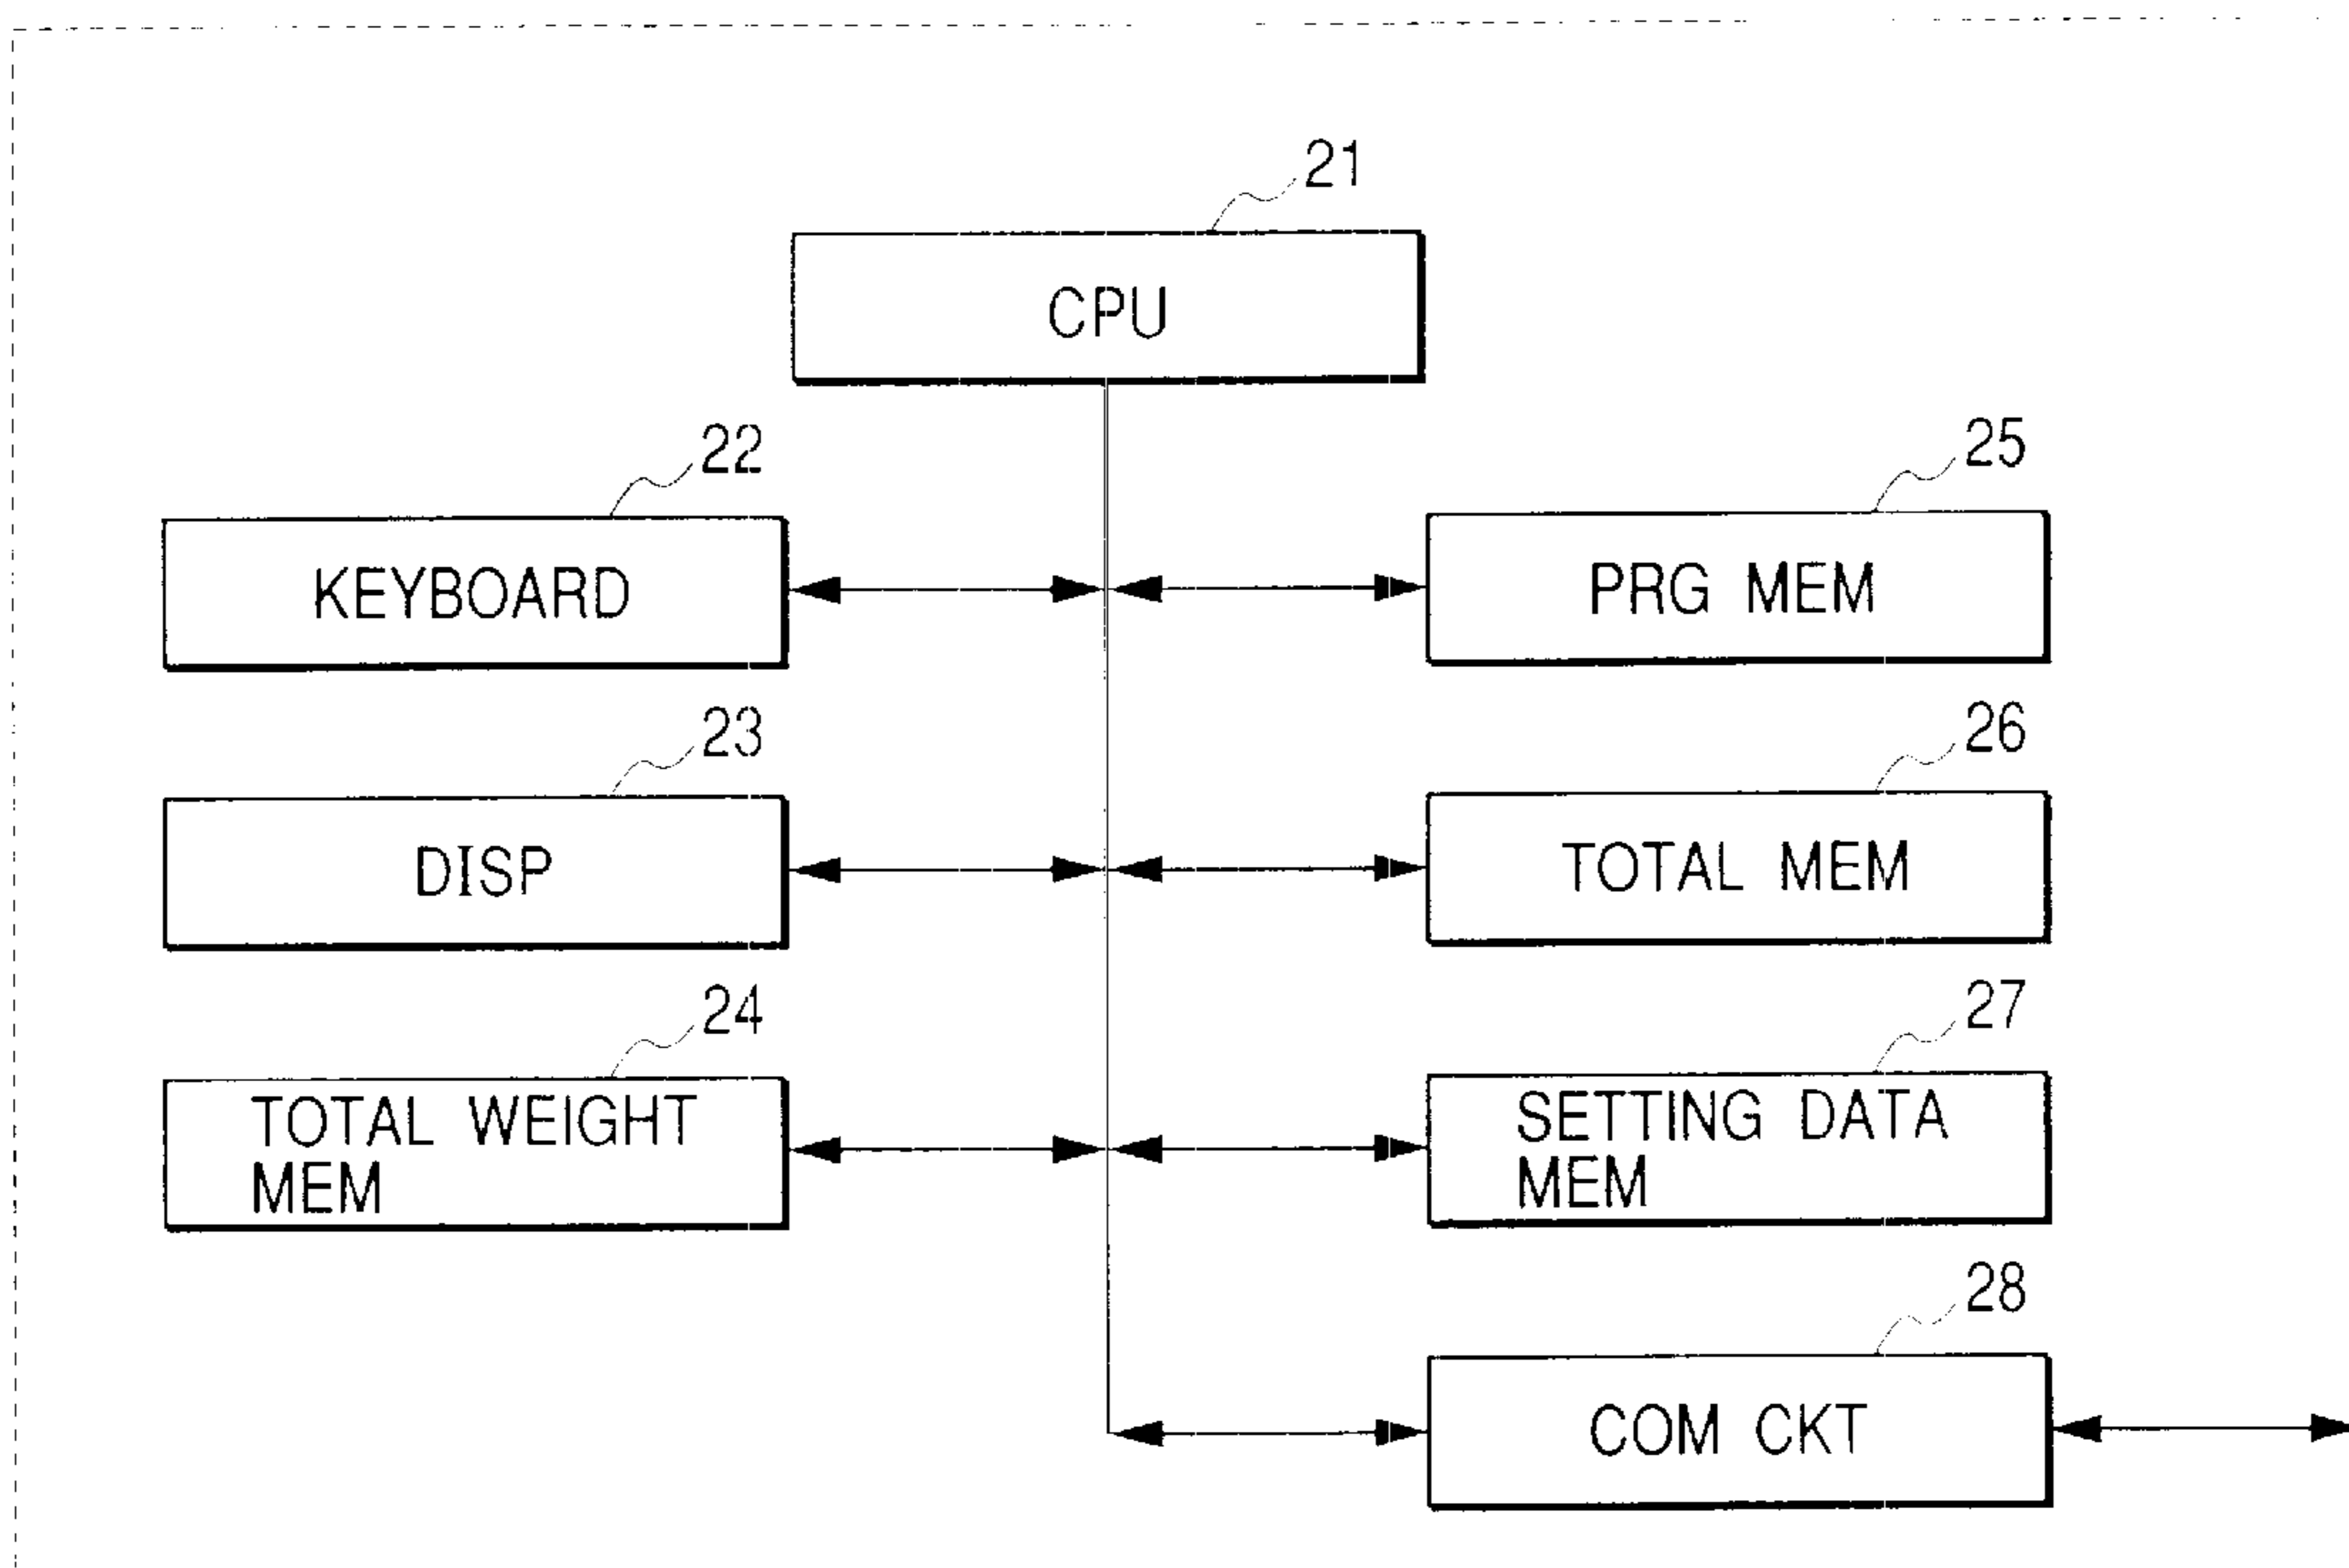 21
CPU
22
25
KEYBOARD
PRG MEM
23
26
DISP
TOTAL MEM
24
27
TOTAL WEIGHT
MEM
SETTING DATA
MEM
28
COM CKT